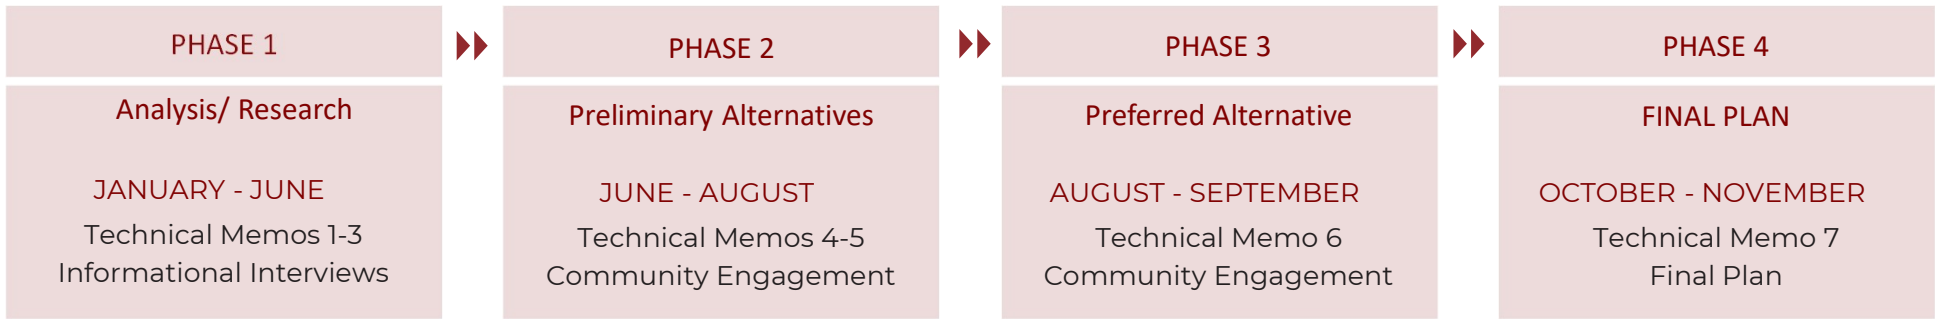 PHASE 1
Analysis/ Research
JANUARY - JUNE
Technical Memos 1-3
Informational Interviews
PHASE 2
Preliminary Alternatives
JUNE - AUGUST
Technical Memos 4-5
Community Engagement
PHASE 3
Preferred Alternative
AUGUST - SEPTEMBER
Technical Memo 6
Community Engagement
PHASE 4
FINAL PLAN
OCTOBER - NOVEMBER
Technical Memo 7
Final Plan